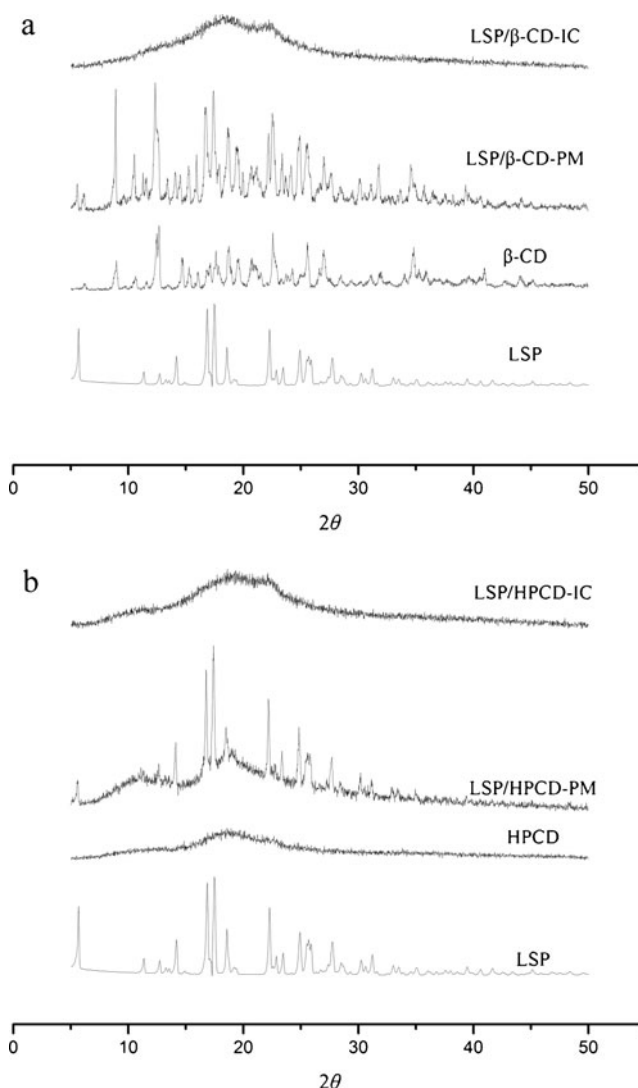 a
LSP/β-CD-IC
LSP/β-CD-PM
β-CD
LSP
0 10 20 30 40 50
2θ
b
LSP/HPCD-IC
LSP/HPCD-PM
HPCD
LSP
0 10 20 30 40 50
2θ